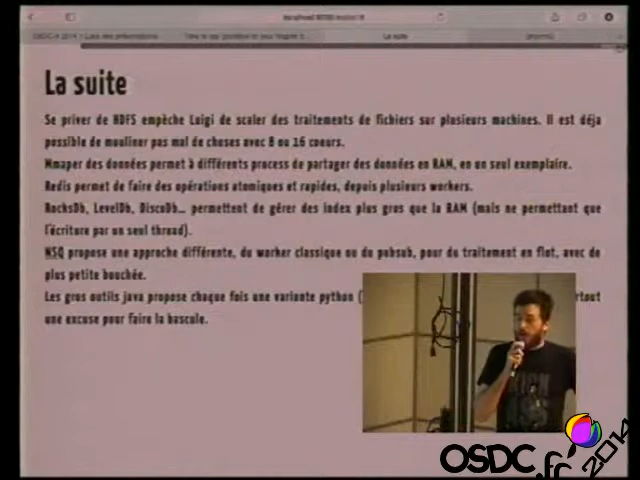 La suite
Se priver de HDFS empêche Luigi de scaler des traitements de fichiers sur plusieurs machines. Il est déja
possible de mouliner pas mal de choses avec 8 ou 16 coeurs.
Mmaper des données permet à différents process de partager des données en RAM, en un seul exemplaire.
Redis permet de faire des opérations atomiques et rapides, depuis plusieurs workers.
RocksDb, LevelDb, DiscoDb... permettent de gérer des index plus gros que la RAM (mais ne permettant que
l'écriture par un seul thread).
NSQ propose une approche différente, du worker classique ou du pubsub, pour du traitement en flot, avec de
plus petite bouchée.
Les gros outils java propose chaque fois une variante python (
une excuse pour faire la bascule.
OSDC.fr 2014